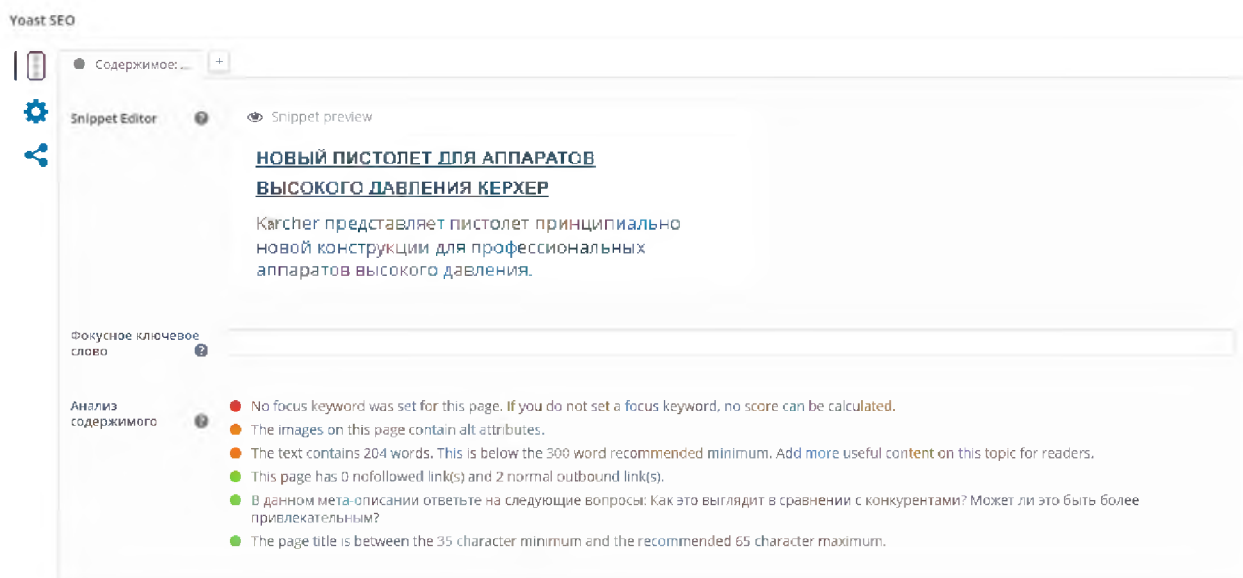 Yoast SEO
Содержимое: ...
+
Snippet Editor
Snippet preview
НОВЫЙ ПИСТОЛЕТ ДЛЯ АППАРАТОВ
ВЫСОКОГО ДАВЛЕНИЯ КЕРХЕР
Karcher представляет пистолет принципиально
новой конструкции для профессиональных
аппаратов высокого давления.
Фокусное ключевое
слово
Анализ
содержимого
No focus keyword was set for this page. If you do not set a focus keyword, no score can be calculated.
The images on this page contain alt attributes.
The text contains 204 words. This is below the 300 word recommended minimum. Add more useful content on this topic for readers.
This page has 0 nofollowed link(s) and 2 normal outbound link(s).
В данном мета-описании ответьте на следующие вопросы: Как это выглядит в сравнении с конкурентами? Может ли это быть более
привлекательным?
The page title is between the 35 character minimum and the recommended 65 character maximum.